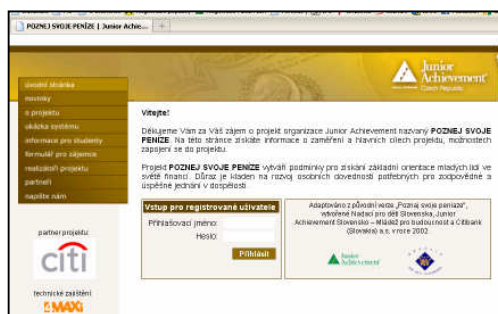 POZNEJ SVOJE PENÍZE | Junior Achie...
Junior
Achievement
Czech Republic
úvodní stránka
novinky
o projektu
ukázka systému
informace pro studenty
formulář pro zájemce
realizátoři projektu
partneři
napište nám
Vítejte!
Děkujeme Vám za Váš zájem o projekt organizace Junior Achievement nazvaný POZNEJ SVOJE
PENÍZE. Na této stránce získáte informace o zaměření a hlavních cílech projektu, možnostech
zapojení se do projektu.
Projekt POZNEJ SVOJE PENÍZE vytváří podmínky pro získání základní orientace mladých lidí ve
světě financí. Důraz je kladen na rozvoj osobních dovedností potřebných pro zodpovědné a
úspěšné jednání v dospělosti.
Vstup pro registrované uživatele
Přihlašovací jméno:
Heslo:
Přihlásit
Adaptováno z původní verze „Poznaj svoje peniaze",
vytvořené Nadací pro děti Slovenska, Junior
Achievement Slovensko – Mládež pro budoucnost a Citibank
(Slovakia) a.s. v roce 2002.
Junior
Achievement
partner projektu:
citi
technické zajištění:
4MAXi